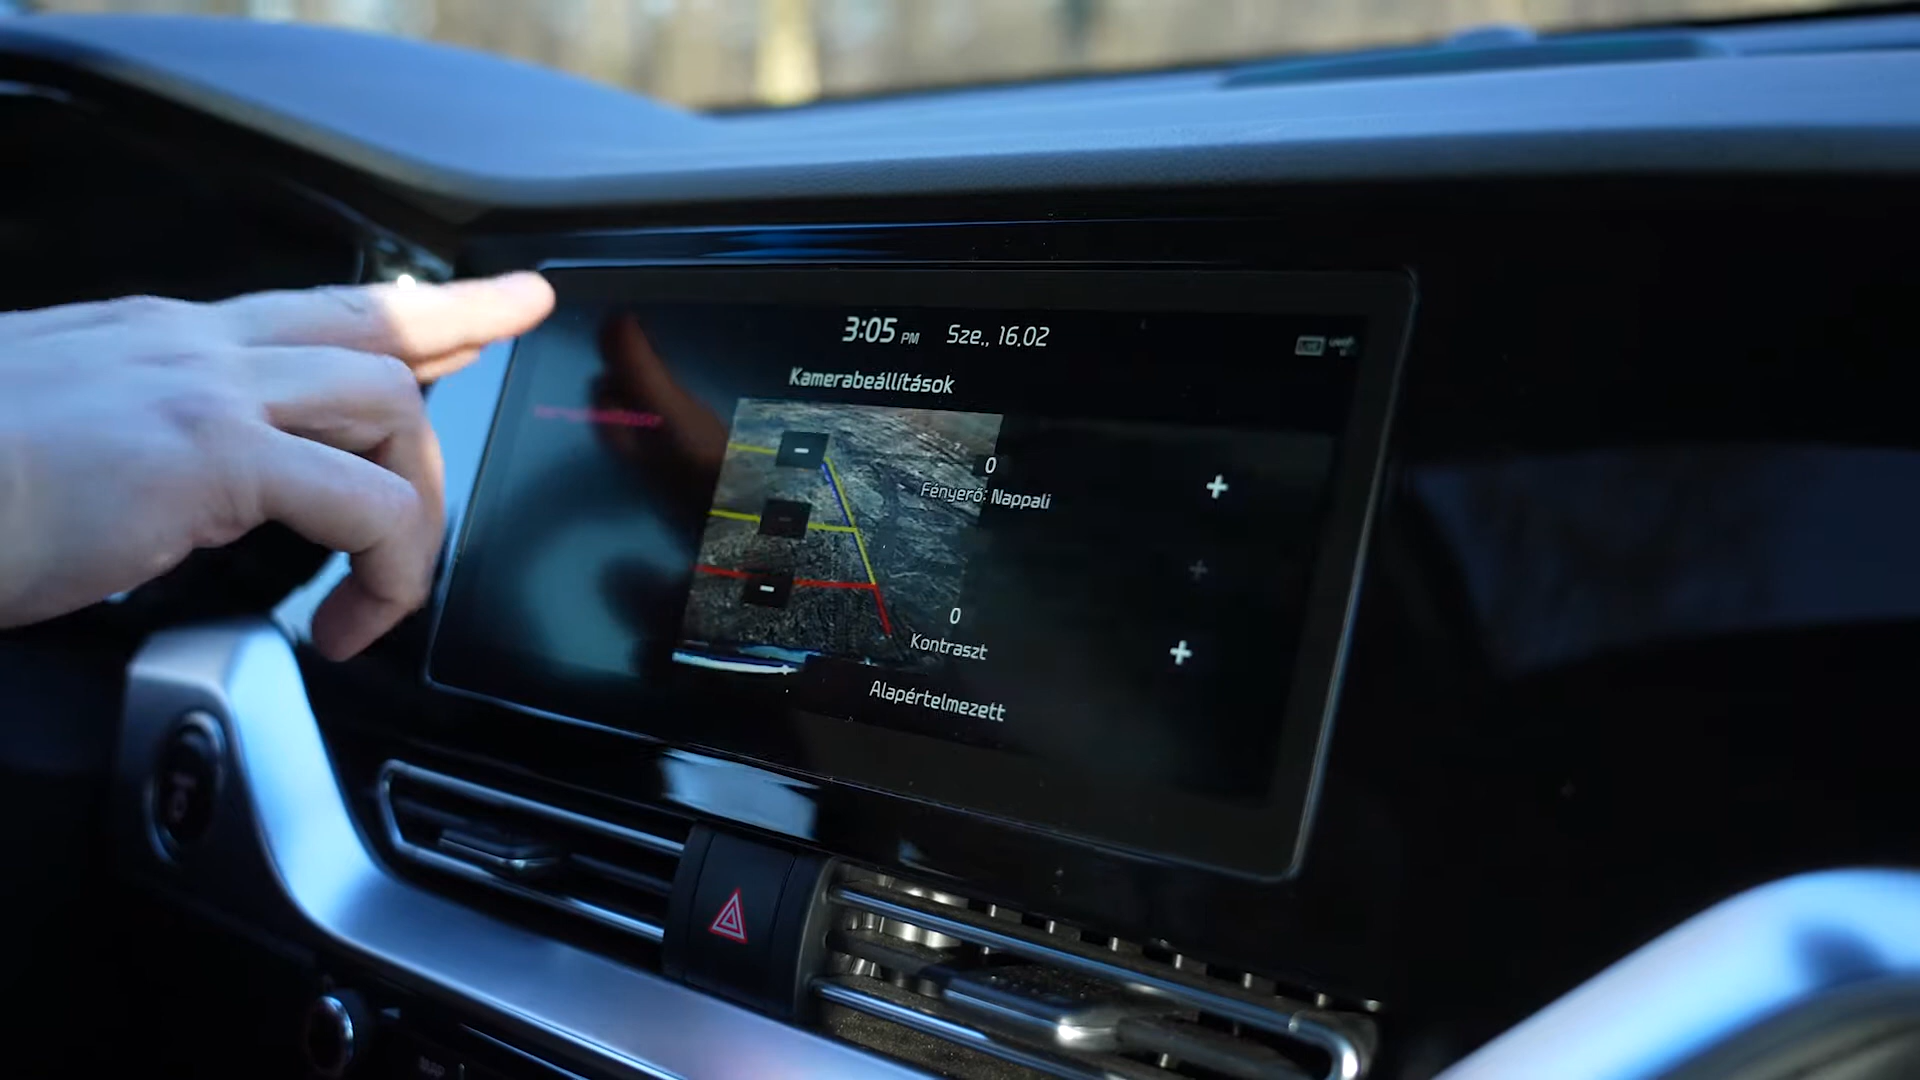 3:05 PM Sze., 16.02
Kamerabeállítások
-
0
+
Fényerő: Nappali
-
+
0
-
+
Kontraszt
Alapértelmezett